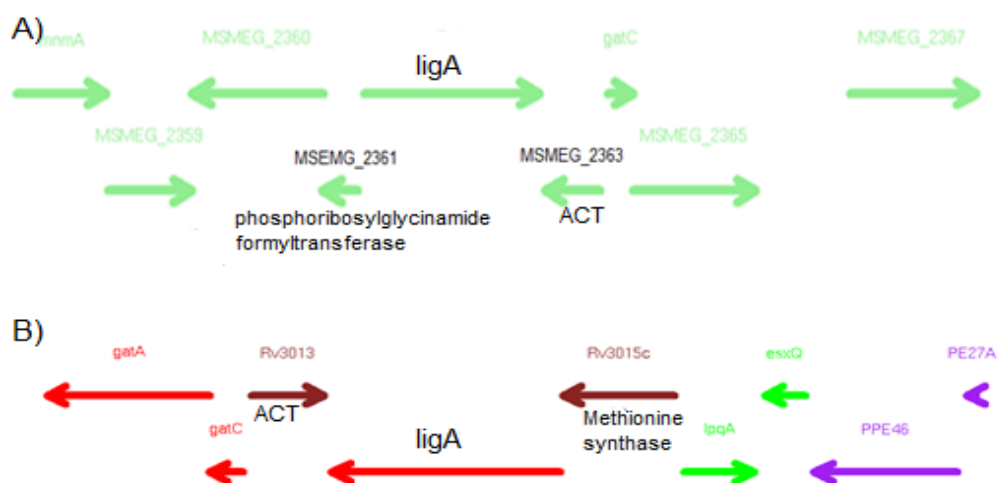 A)
mnmA
MSMEG_2360
ligA
gatC
MSMEG_2367
MSMEG_2359
MSEMG_2361
MSMEG_2363
MSMEG_2365
phosphoribosylglycinamide
formyltransferase
ACT
B)
gatA
Rv3013
Rv3015c
esxQ
PE27A
ACT
Methionine
synthase
gatC
ligA
lpqA
PPE46